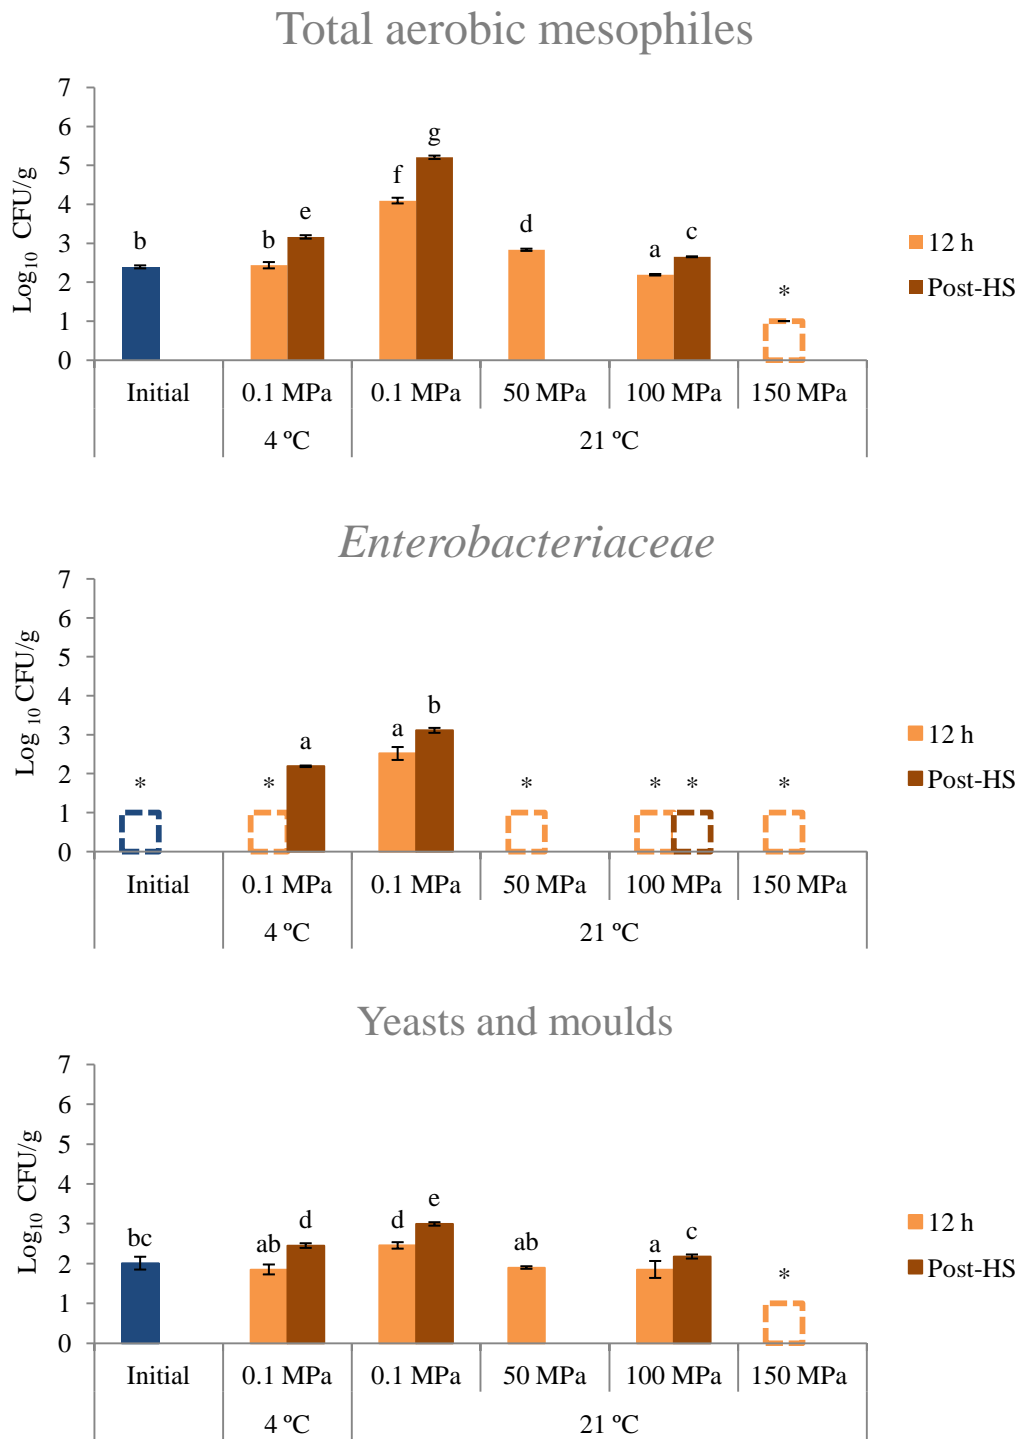 Total aerobic mesophiles
Log10 CFU/g
7
6
5
4
3
2
1
0
b
b
e
f
g
d
a
c
*
12 h
Post-HS
Initial
0.1 MPa
0.1 MPa
50 MPa
100 MPa
150 MPa
4 ºC
21 ºC
Enterobacteriaceae
Log 10 CFU/g
7
6
5
4
3
2
1
0
*
*
a
a
b
*
*
*
*
12 h
Post-HS
Initial
0.1 MPa
0.1 MPa
50 MPa
100 MPa
150 MPa
4 ºC
21 ºC
Yeasts and moulds
Log10 CFU/g
7
6
5
4
3
2
1
0
bc
ab
d
d
e
ab
a
c
*
12 h
Post-HS
Initial
0.1 MPa
0.1 MPa
50 MPa
100 MPa
150 MPa
4 ºC
21 ºC